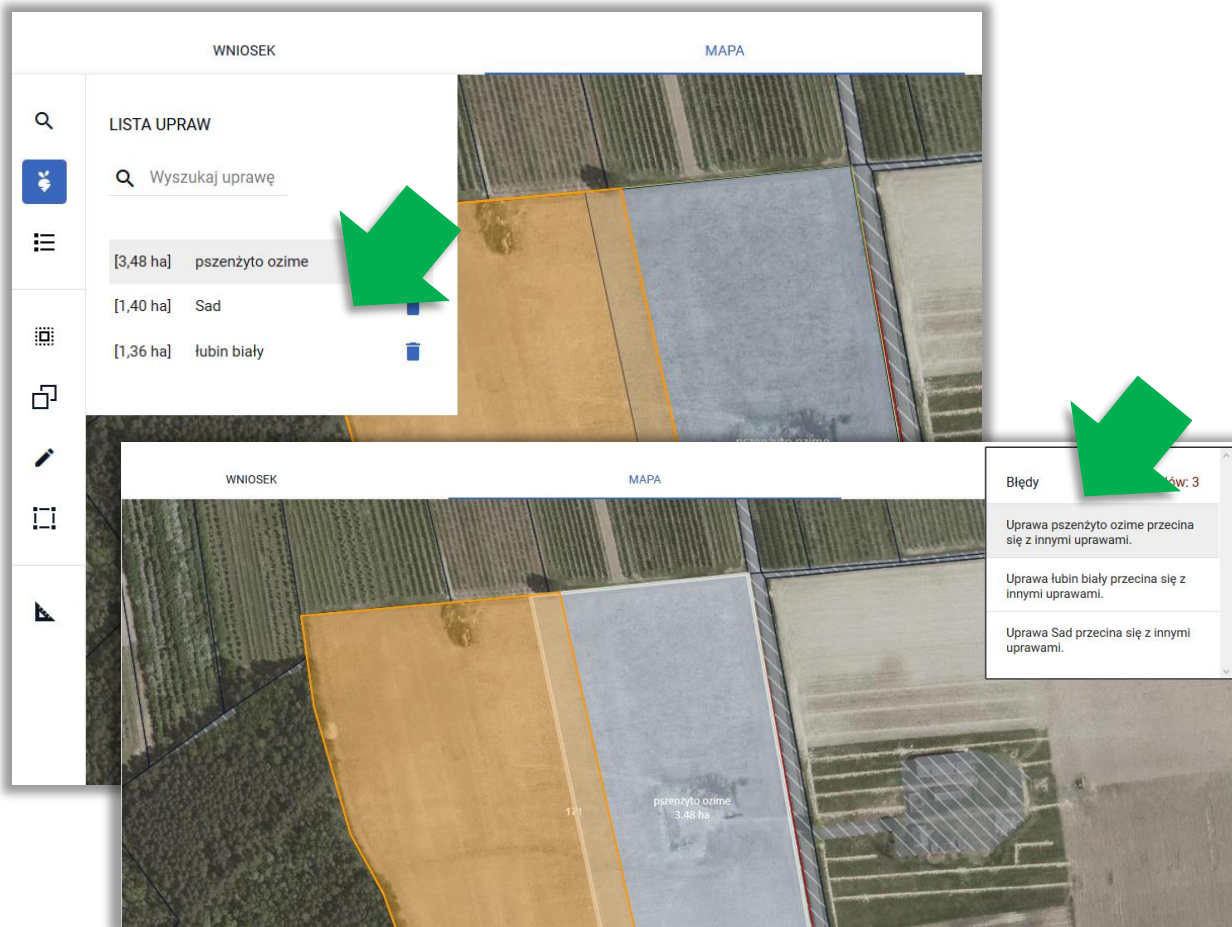 WNIOSEK
MAPA
LISTA UPRAW
Wyszukaj uprawę
[3,48 ha] pszenżyto ozime
[1,40 ha] Sad
[1,36 ha] łubin biały
pszenżyto ozime
WNIOSEK
MAPA
Błędy
3
Uprawa pszenżyto ozime przecina
się z innymi uprawami.
Uprawa łubin biały przecina się z
innymi uprawami.
Uprawa Sad przecina się z innymi
uprawami.
171
pszenżyto ozime
3.48 ha